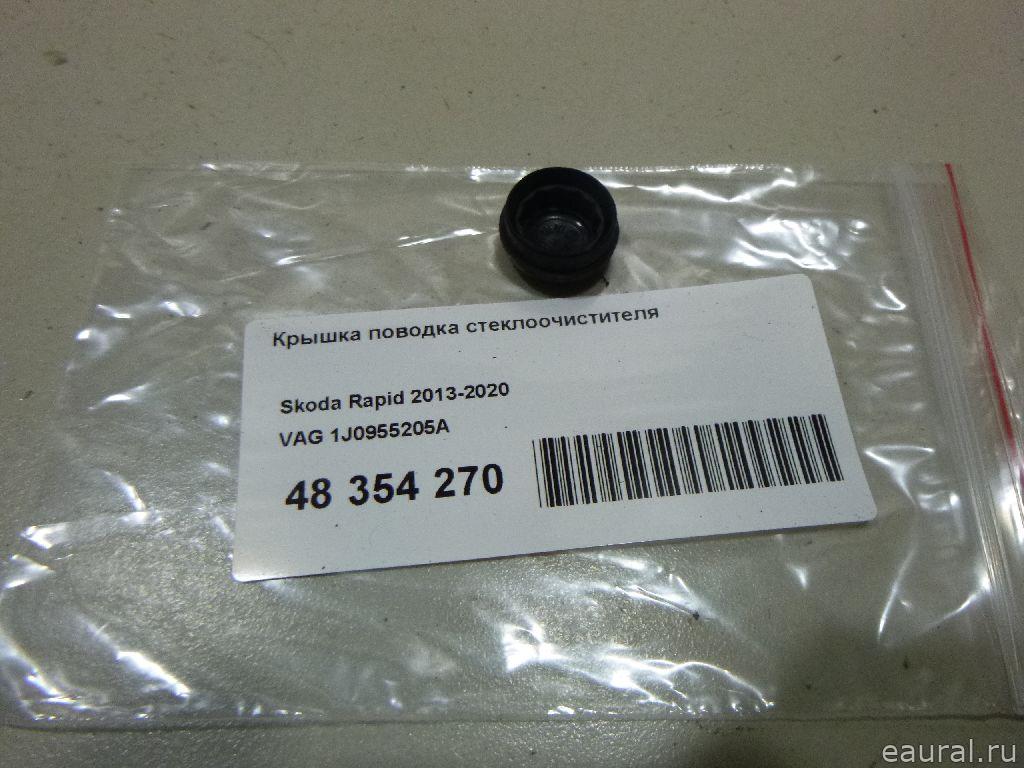 Крышка поводка стеклоочистителя
Skoda Rapid 2013-2020
VAG 1J0955205A
48 354 270
eaural.ru